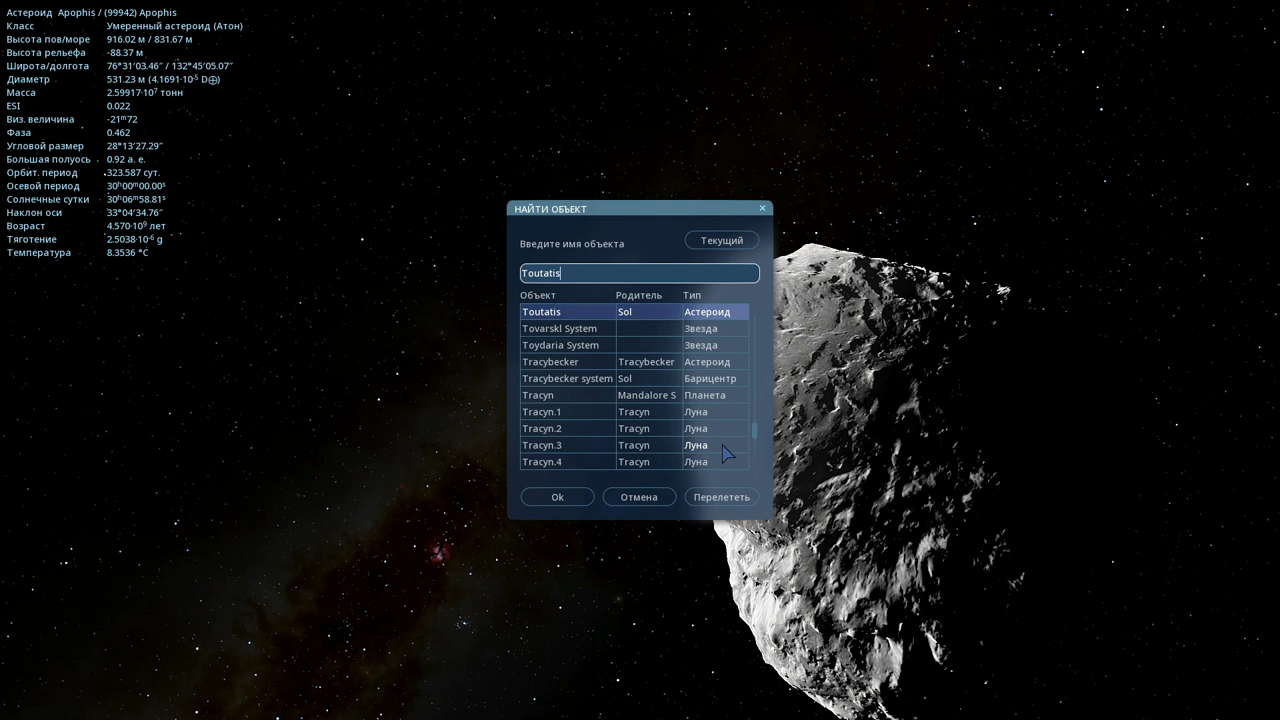 Астероид Apophis / (99942) Apophis
Класс Умеренный астероид (Атон)
Высота пов/море 916.02 м / 831.67 м
Высота рельефа -88.37 м
Широта/долгота 76°31′03.46″ / 132°45′05.07″
Диаметр 531.23 м (4.1691·10⁻⁵ D⊕)
Масса 2.59917·10⁷ тонн
ESI 0.022
Виз. величина -21ᵐ72
Фаза 0.462
Угловой размер 28°13′27.29″
Большая полуось 0.92 а. е.
Орбит. период 323.587 сут.
Осевой период 30ʰ00ᵐ00.00ˢ
Солнечные сутки 30ʰ06ᵐ58.81ˢ
Наклон оси 33°04′34.76″
Возраст 4.570·10⁹ лет
Тяготение 2.5038·10⁻⁶ g
Температура 8.3536 °C
НАЙТИ ОБЪЕКТ ×
Введите имя объекта Текущий
Toutatis
Объект Родитель Тип
Toutatis Sol Астероид
Tovarskl System Звезда
Toydaria System Звезда
Tracybecker Tracybecker Астероид
Tracybecker system Sol Барицентр
Tracyn Mandalore S Планета
Tracyn.1 Tracyn Луна
Tracyn.2 Tracyn Луна
Tracyn.3 Tracyn Луна
Tracyn.4 Tracyn Луна
Ok Отмена Перелететь